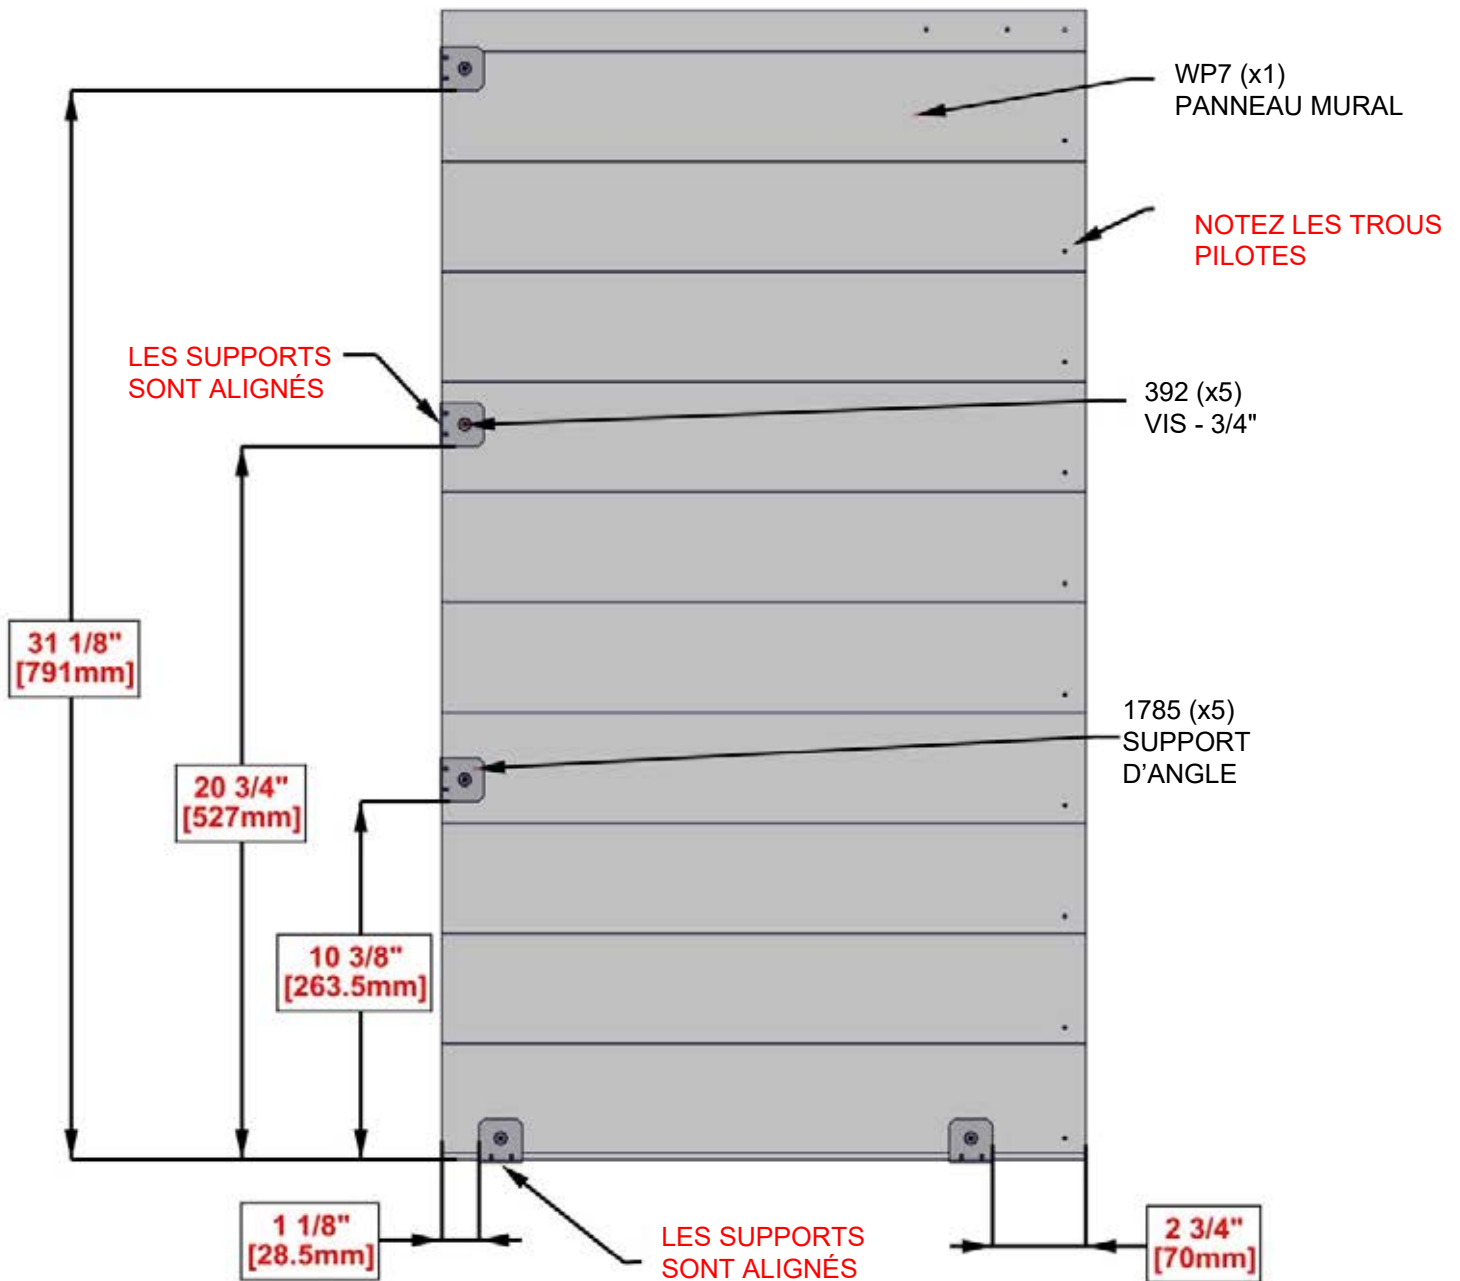 WP7 (x1)
PANNEAU MURAL
NOTEZ LES TROUS
PILOTES
LES SUPPORTS
SONT ALIGNÉS
392 (x5)
VIS - 3/4"
31 1/8"
[791mm]
1785 (x5)
SUPPORT
D’ANGLE
20 3/4"
[527mm]
10 3/8"
[263.5mm]
1 1/8"
[28.5mm]
LES SUPPORTS
SONT ALIGNÉS
2 3/4"
[70mm]